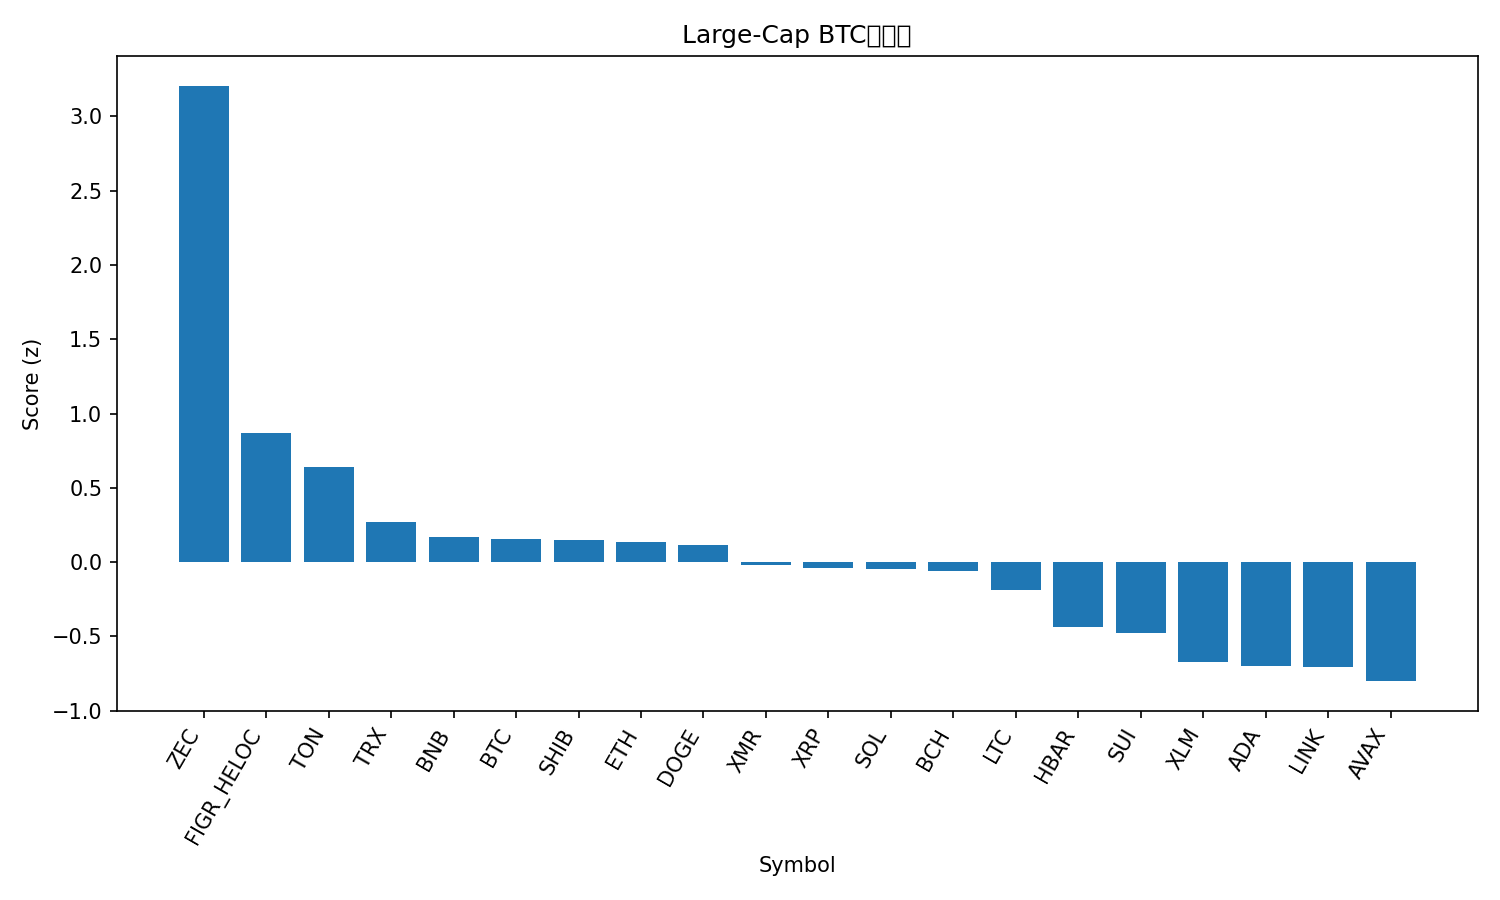 Large-Cap BTC
3.0
2.5
2.0
1.5
1.0
0.5
0.0
−0.5
−1.0
Score (z)
ZEC
FIGR_HELOC
TON
TRX
BNB
BTC
SHIB
ETH
DOGE
XMR
XRP
SOL
BCH
LTC
HBAR
SUI
XLM
ADA
LINK
AVAX
Symbol